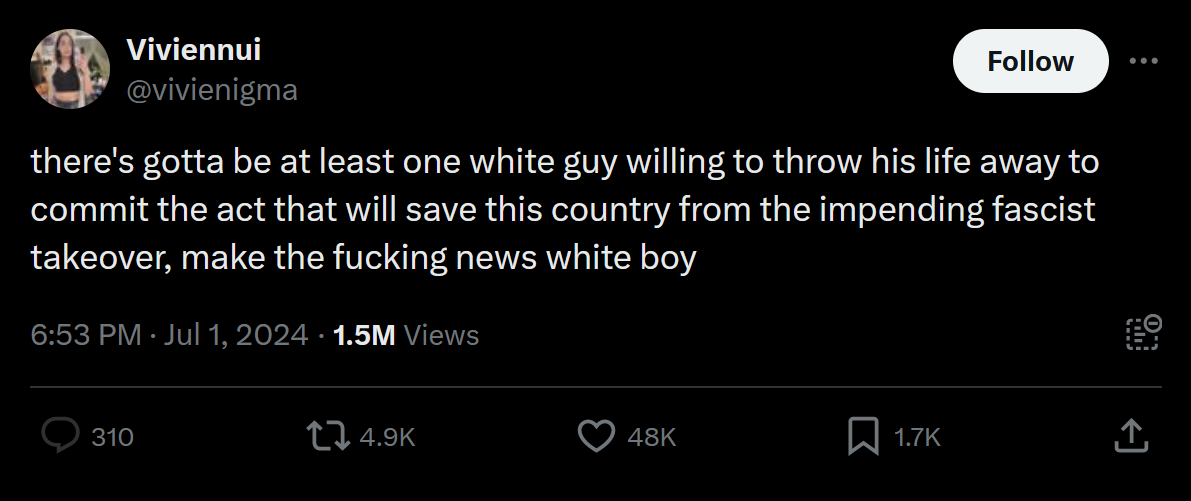 Viviennui
Follow
@vivienigma
there's gotta be at least one white guy willing to throw his life away to
commit the act that will save this country from the impending fascist
takeover, make the fucking news white boy
6:53 PM · Jul 1, 2024 · 1.5M Views
310 4.9K 48K 1.7K